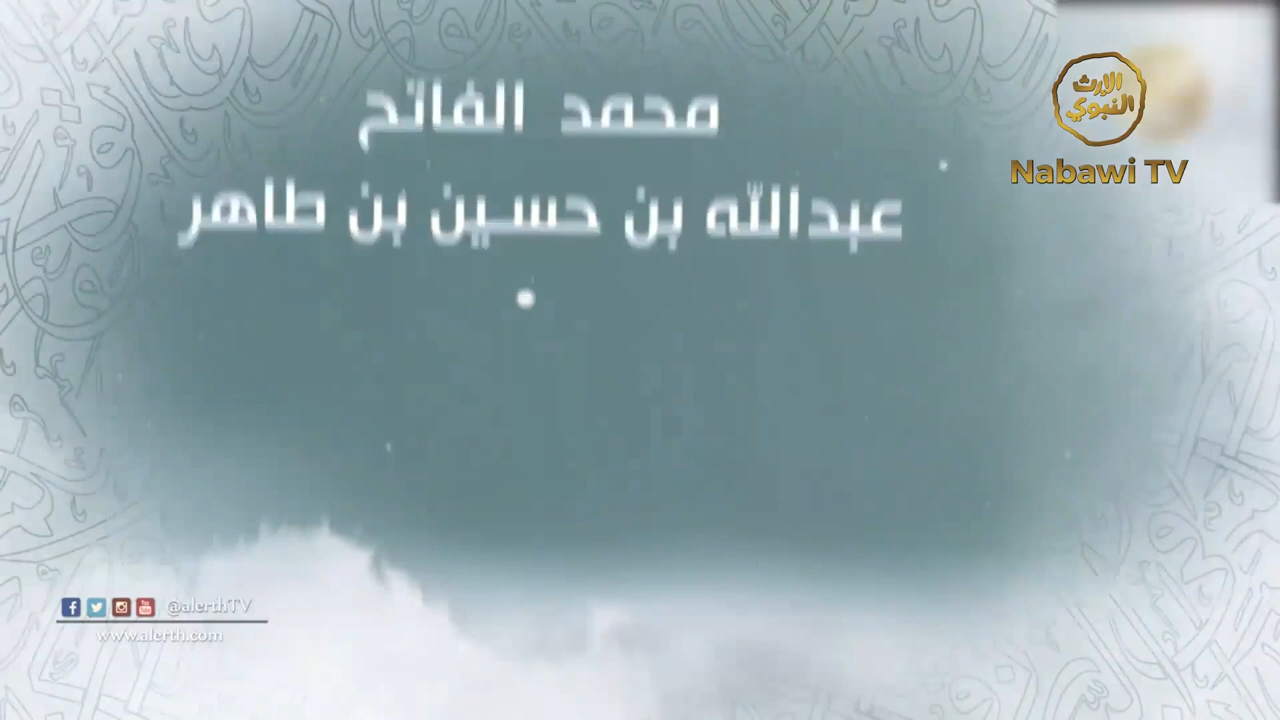 محمد الفاتح
عبدالله بن حسين بن طاهر
الإرث
النبوي
Nabawi TV
@alerthTV
www.alerth.com